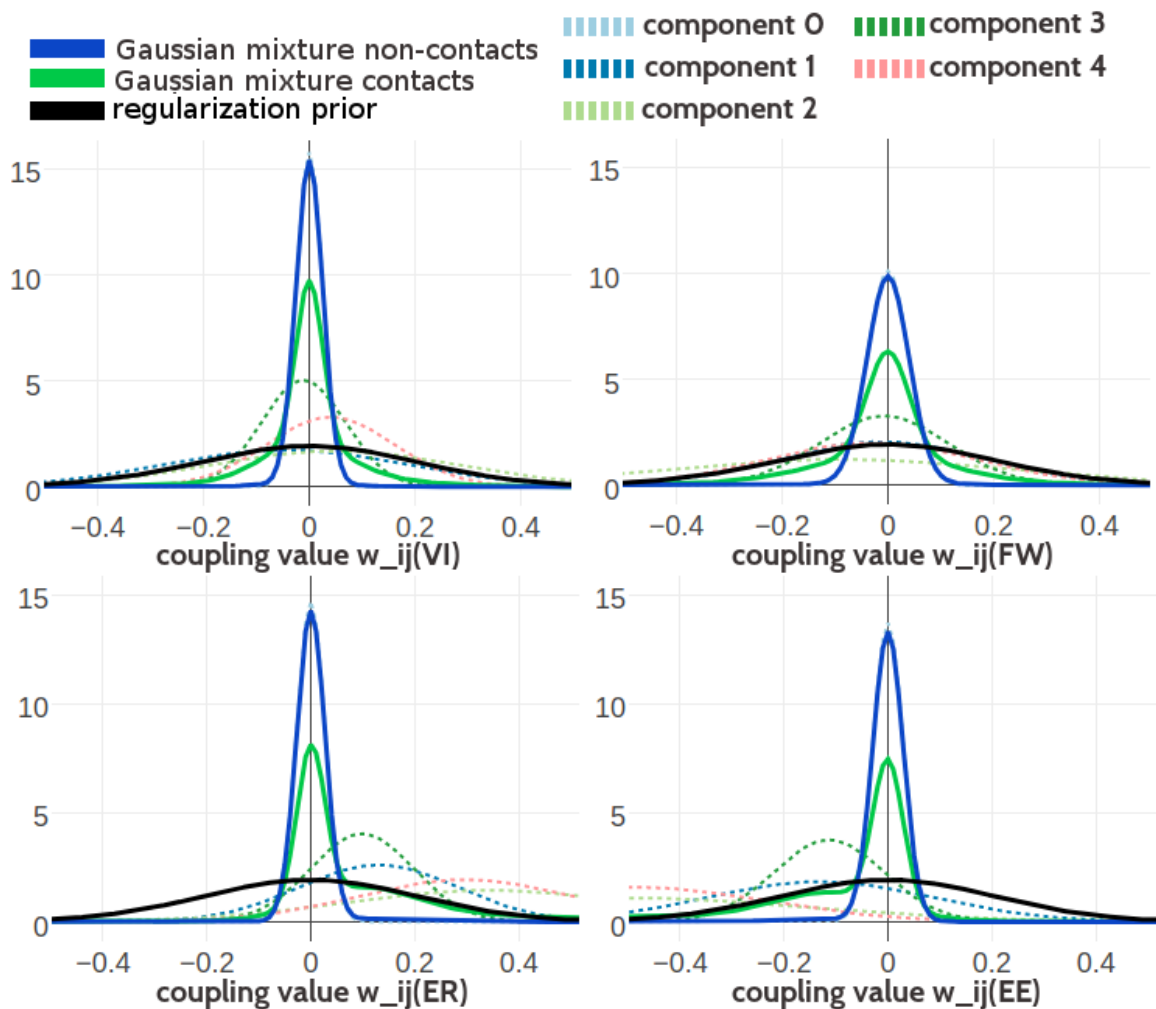 Gaussian mixture non-contacts
Gaussian mixture contacts
regularization prior
component 0
component 1
component 2
component 3
component 4
15
10
5
0
−0.4 −0.2 0 0.2 0.4
coupling value w_ij(VI)
15
10
5
0
−0.4 −0.2 0 0.2 0.4
coupling value w_ij(FW)
15
10
5
0
−0.4 −0.2 0 0.2 0.4
coupling value w_ij(ER)
15
10
5
0
−0.4 −0.2 0 0.2 0.4
coupling value w_ij(EE)